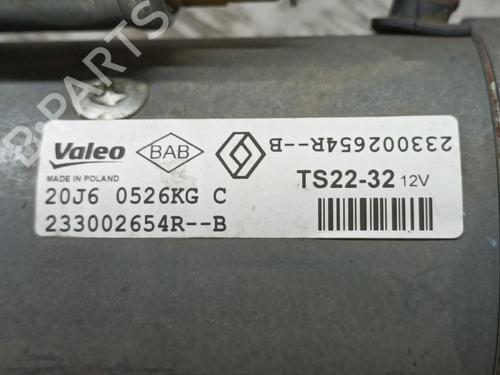 Valeo
BAB
MADE IN POLAND
20J6 0526KG C
233002654R--B
233002654R--B
TS22-32 12V
B-PARTS